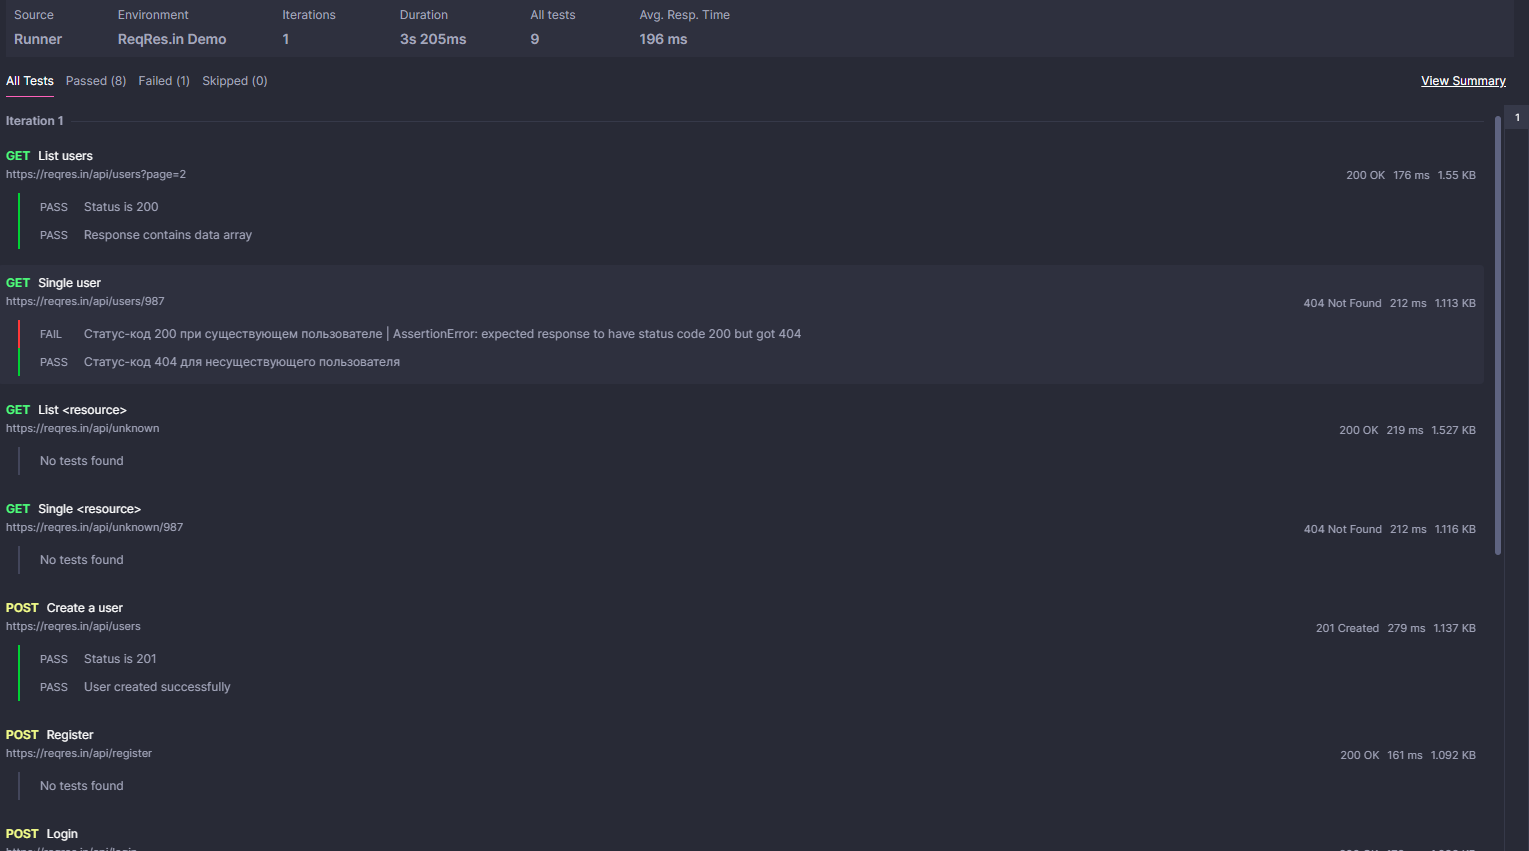 Source Environment Iterations Duration All tests Avg. Resp. Time
Runner ReqRes.in Demo 1 3s 205ms 9 196 ms
All Tests Passed (8) Failed (1) Skipped (0) View Summary
Iteration 1 1
GET List users
https://reqres.in/api/users?page=2 200 OK 176 ms 1.55 KB
PASS Status is 200
PASS Response contains data array
GET Single user
https://reqres.in/api/users/987 404 Not Found 212 ms 1.113 KB
FAIL Статус-код 200 при существующем пользователе | AssertionError: expected response to have status code 200 but got 404
PASS Статус-код 404 для несуществующего пользователя
GET List <resource>
https://reqres.in/api/unknown 200 OK 219 ms 1.527 KB
No tests found
GET Single <resource>
https://reqres.in/api/unknown/987 404 Not Found 212 ms 1.116 KB
No tests found
POST Create a user
https://reqres.in/api/users 201 Created 279 ms 1.137 KB
PASS Status is 201
PASS User created successfully
POST Register
https://reqres.in/api/register 200 OK 161 ms 1.092 KB
No tests found
POST Login